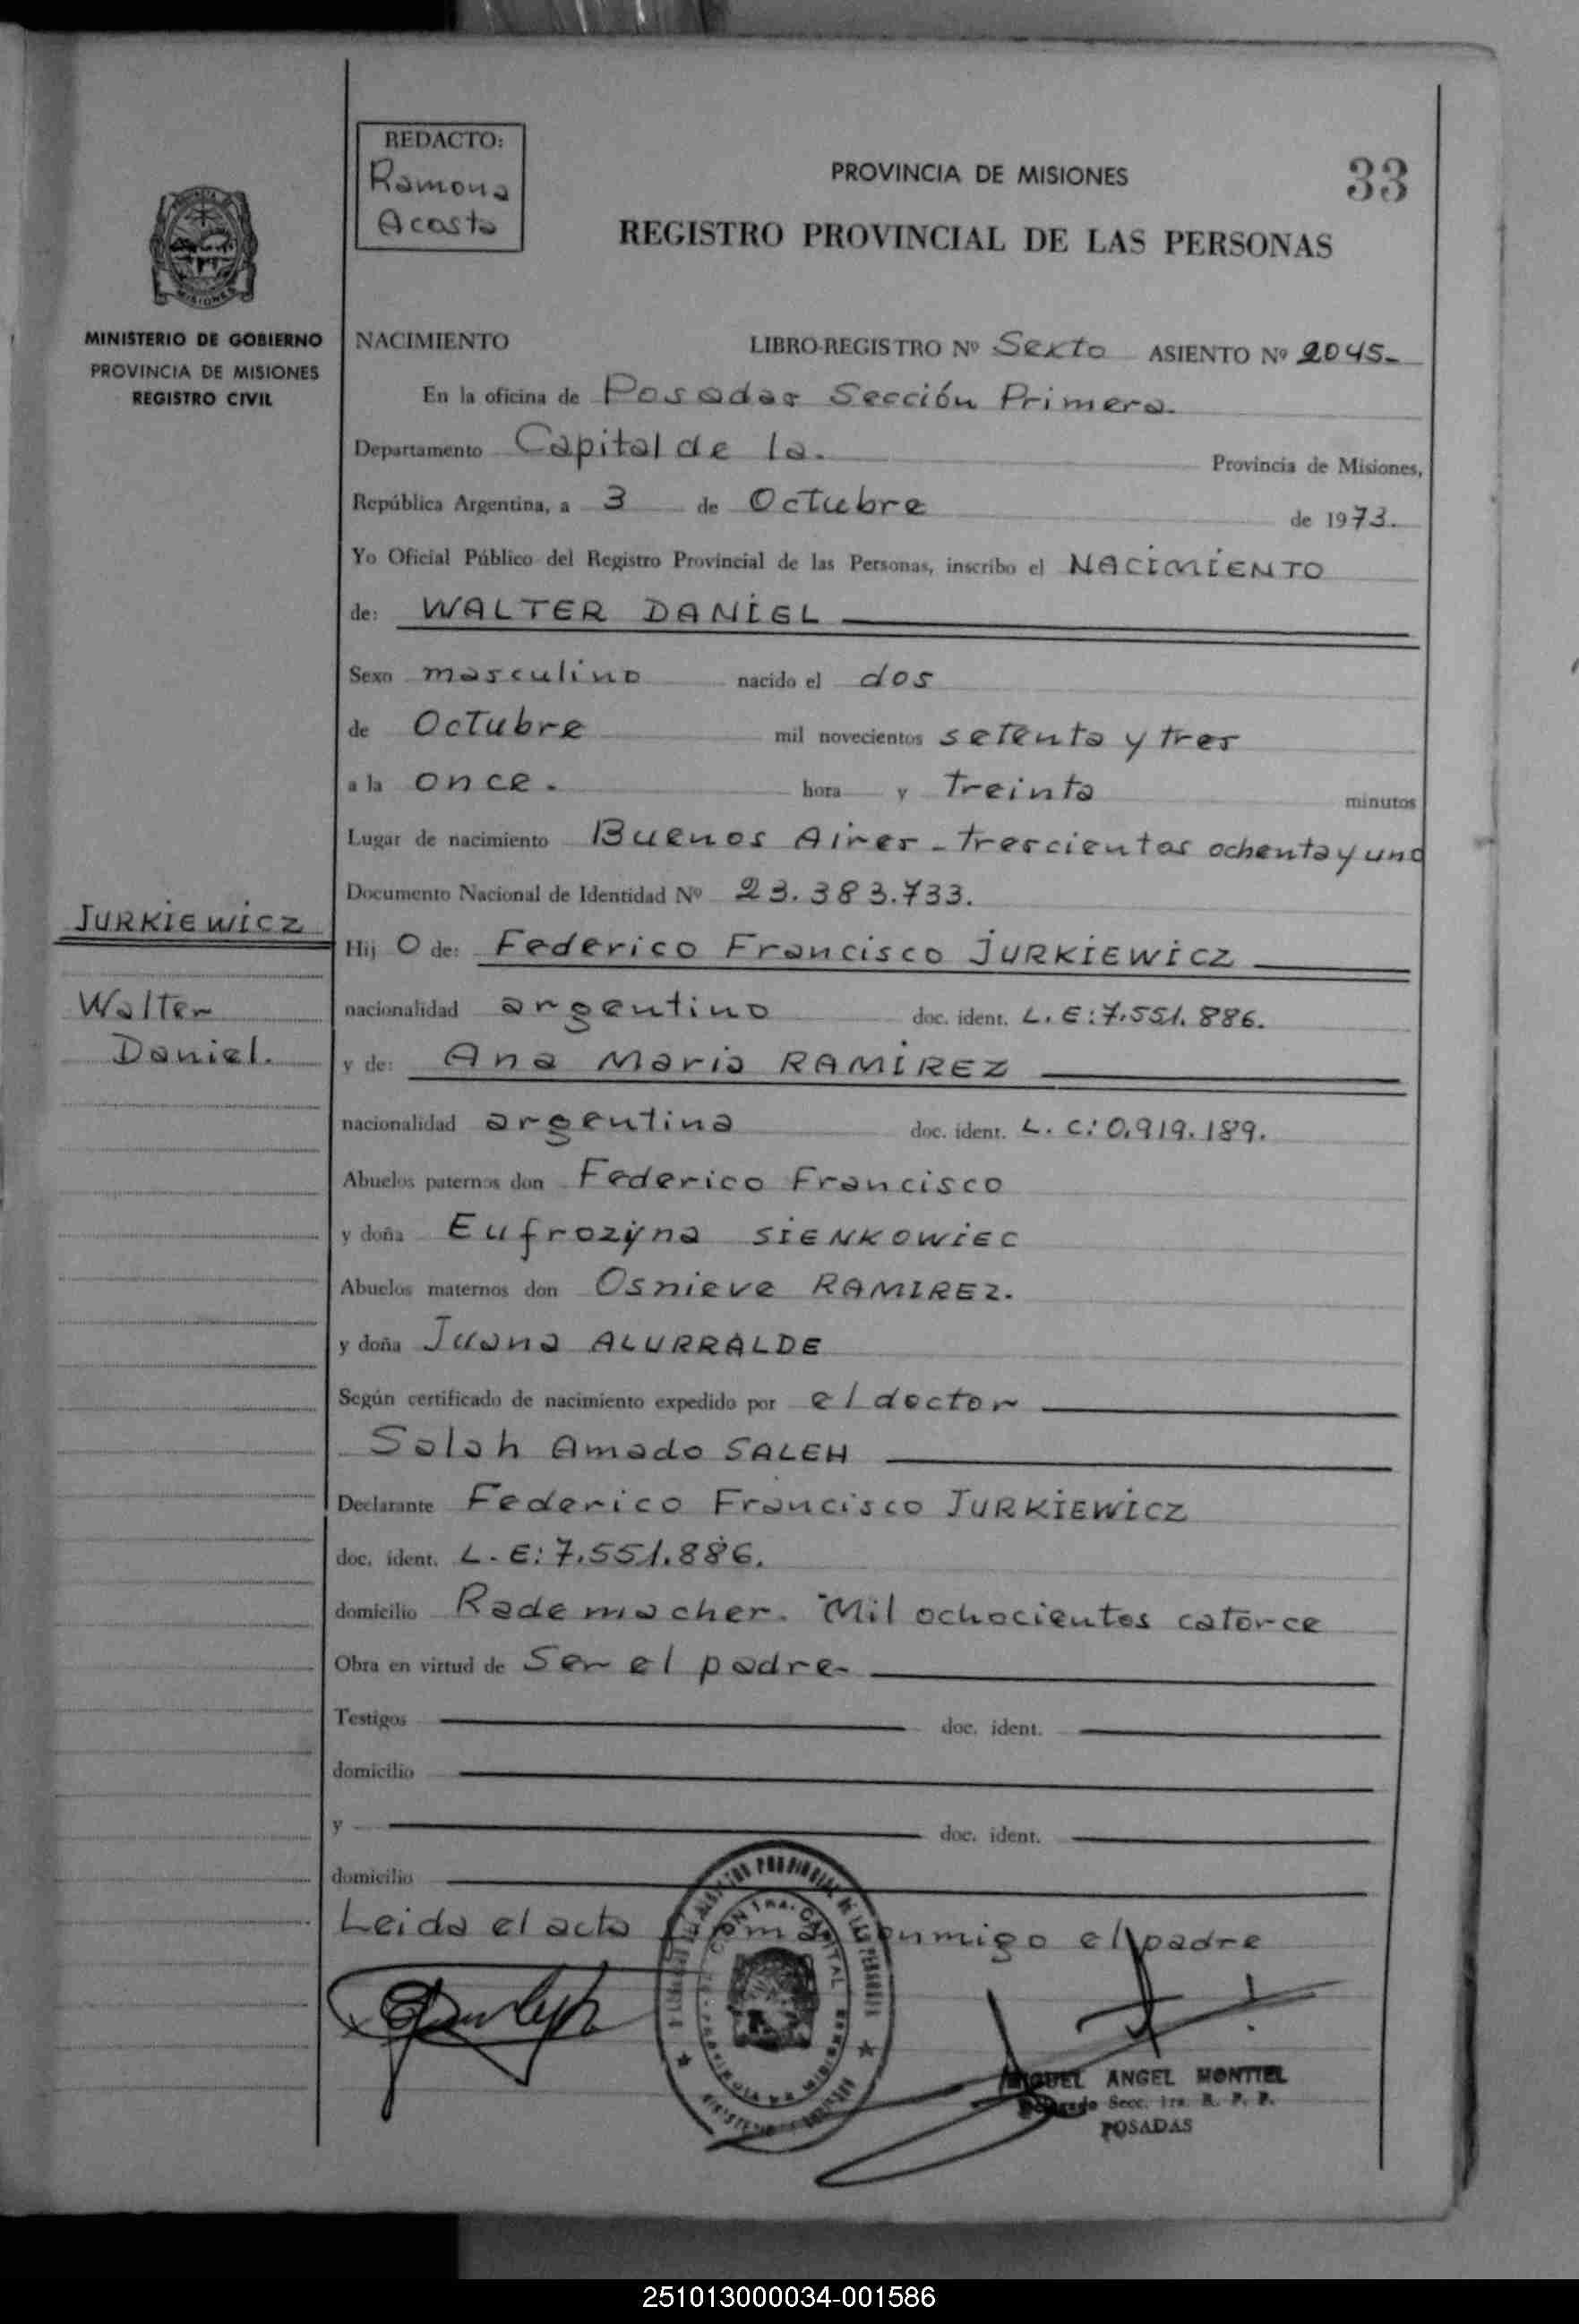 REDACTO:
Ramona
Acosta
PROVINCIA DE MISIONES
33
REGISTRO PROVINCIAL DE LAS PERSONAS
MISIONES
MINISTERIO DE GOBIERNO
PROVINCIA DE MISIONES
REGISTRO CIVIL
NACIMIENTO LIBRO-REGISTRO Nº Sexto ASIENTO Nº 2045.-
En la oficina de Posadas Sección Primera.
Departamento Capital de la. Provincia de Misiones,
República Argentina, a 3 de Octubre de 1973.
Yo Oficial Público del Registro Provincial de las Personas, inscribo el NACIMIENTO
de: WALTER DANIEL
Sexo masculino nacido el dos
de Octubre mil novecientos setenta y tres
a la once. hora y treinta minutos
Lugar de nacimiento Buenos Aires - trescientos ochenta y uno
Documento Nacional de Identidad Nº 23.383.733.
JURKIEWICZ
Hij O de: Federico Francisco JURKIEWICZ
Walter
nacionalidad argentino doc. ident. L. E: 7.551.886.
Daniel.
y de: Ana Maria RAMIREZ
nacionalidad argentina doc. ident. L. C: 0.919.189.
Abuelos paternos don Federico Francisco
y doña Eufrozyna SIENKOWIEC
Abuelos maternos don Osnieve RAMIREZ.
y doña Juana ALURRALDE
Según certificado de nacimiento expedido por el doctor
Salah Amado SALEH
Declarante Federico Francisco JURKIEWICZ
doc. ident. L. E: 7.551.886.
domicilio Rademacher. Mil ochocientos catorce
Obra en virtud de Ser el padre-
Testigos doc. ident.
domicilio
y doc. ident.
domicilio
Leida el acta firma conmigo el padre
MIGUEL ANGEL MONTIEL
Delegado Secc. 1ra. R. P. P.
POSADAS
251013000034-001586